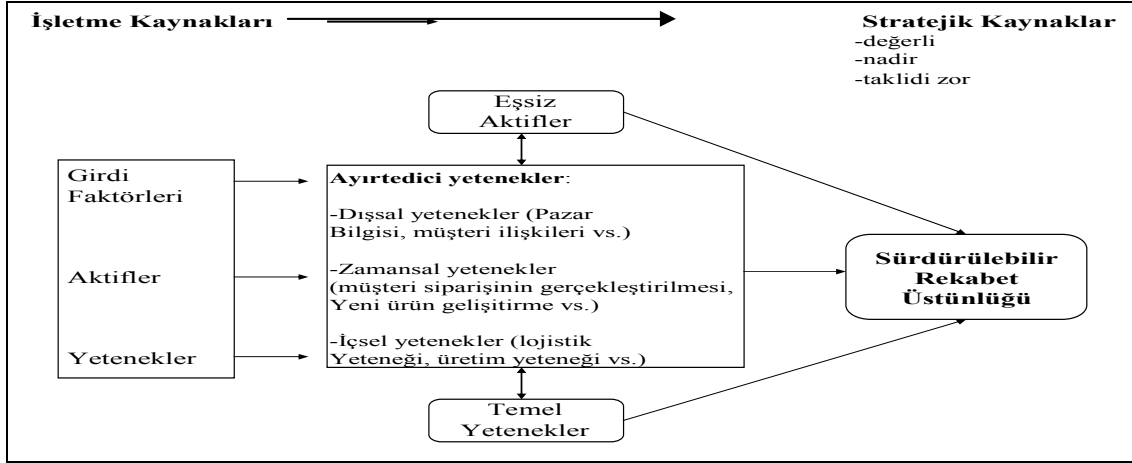 İşletme Kaynakları
Stratejik Kaynaklar
-değerli
-nadir
-taklidi zor
Eşsiz
Aktifler
Girdi
Faktörleri
Aktifler
Yetenekler
Ayırtedici yetenekler:
-Dışsal yetenekler (Pazar
Bilgisi, müşteri ilişkileri vs.)
-Zamansal yetenekler
(müşteri siparişinin gerçekleştirilmesi,
Yeni ürün gelişitirme vs.)
-İçsel yetenekler (lojistik
Yeteneği, üretim yeteneği vs.)
Sürdürülebilir
Rekabet
Üstünlüğü
Temel
Yetenekler